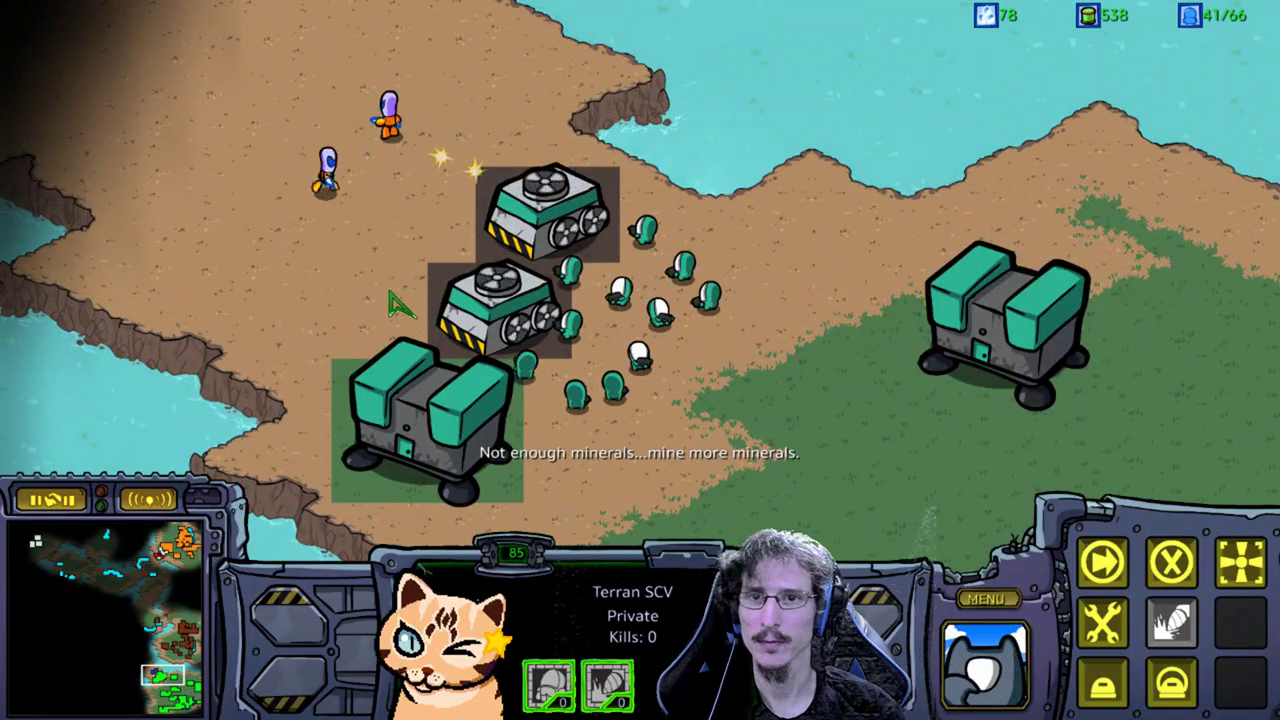 78
538
41/66
Not enough minerals...mine more minerals.
85
Terran SCV
Private
Kills: 0
0
0
MENU